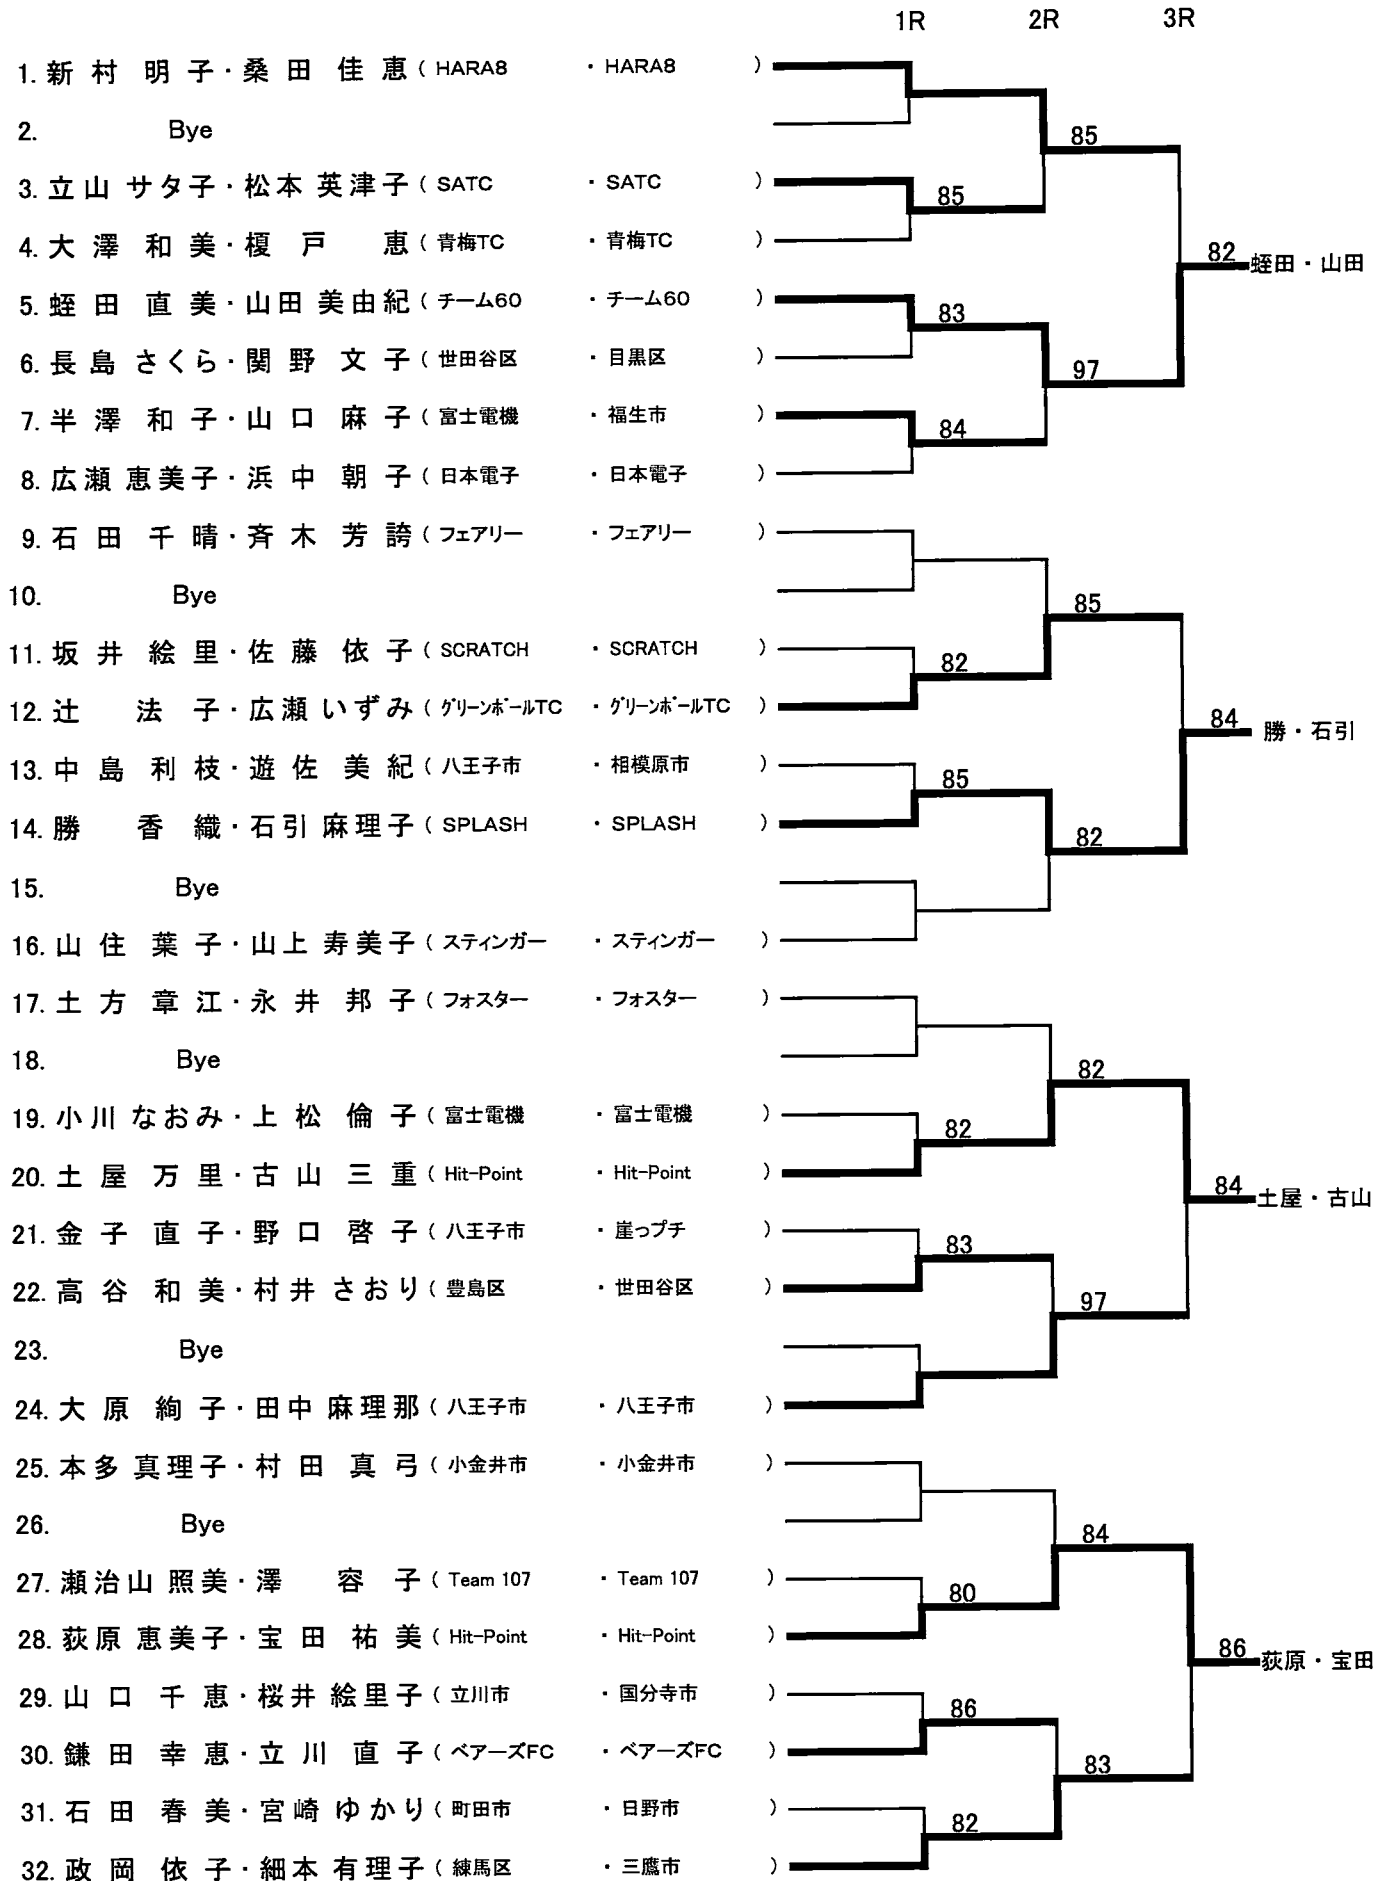 1R 2R 3R
1. 新村 明子・桑田 佳恵 ( HARA8 ・ HARA8 )
2. Bye
85
3. 立山 サタ子・松本 英津子 ( SATC ・ SATC )
85
4. 大澤 和美・榎戸 恵 ( 青梅TC ・ 青梅TC )
82 蛭田・山田
5. 蛭田 直美・山田 美由紀 ( チーム60 ・ チーム60 )
83
6. 長島 さくら・関野 文子 ( 世田谷区 ・ 目黒区 )
97
7. 半澤 和子・山口 麻子 ( 富士電機 ・ 福生市 )
84
8. 広瀬 恵美子・浜中 朝子 ( 日本電子 ・ 日本電子 )
9. 石田 千晴・斉木 芳誇 ( フェアリー ・ フェアリー )
10. Bye
85
11. 坂井 絵里・佐藤 依子 ( SCRATCH ・ SCRATCH )
82
12. 辻 法子・広瀬 いずみ ( グリーンボールTC ・ グリーンボールTC )
84 勝・石引
13. 中島 利枝・遊佐 美紀 ( 八王子市 ・ 相模原市 )
85
14. 勝 香織・石引 麻理子 ( SPLASH ・ SPLASH )
82
15. Bye
16. 山住 葉子・山上 寿美子 ( スティンガー ・ スティンガー )
17. 土方 章江・永井 邦子 ( フォスター ・ フォスター )
18. Bye
82
19. 小川 なおみ・上松 倫子 ( 富士電機 ・ 富士電機 )
82
20. 土屋 万里・古山 三重 ( Hit-Point ・ Hit-Point )
84 土屋・古山
21. 金子 直子・野口 啓子 ( 八王子市 ・ 崖っプチ )
83
22. 高谷 和美・村井 さおり ( 豊島区 ・ 世田谷区 )
97
23. Bye
24. 大原 絢子・田中 麻理那 ( 八王子市 ・ 八王子市 )
25. 本多 真理子・村田 真弓 ( 小金井市 ・ 小金井市 )
26. Bye
84
27. 瀬治山 照美・澤 容子 ( Team 107 ・ Team 107 )
80
28. 荻原 恵美子・宝田 祐美 ( Hit-Point ・ Hit-Point )
86 荻原・宝田
29. 山口 千恵・桜井 絵里子 ( 立川市 ・ 国分寺市 )
86
30. 鎌田 幸恵・立川 直子 ( ベアーズFC ・ ベアーズFC )
83
31. 石田 春美・宮崎 ゆかり ( 町田市 ・ 日野市 )
82
32. 政岡 依子・細本 有理子 ( 練馬区 ・ 三鷹市 )